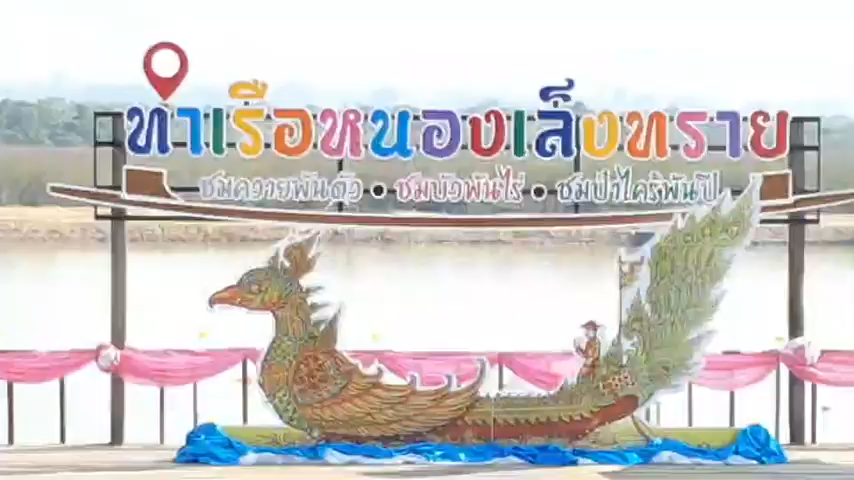 ท่าเรือหนองเล็งทราย
ชมควายพันตัว • ชมบัวพันไร่ • ชมป่าไคร้พันปี